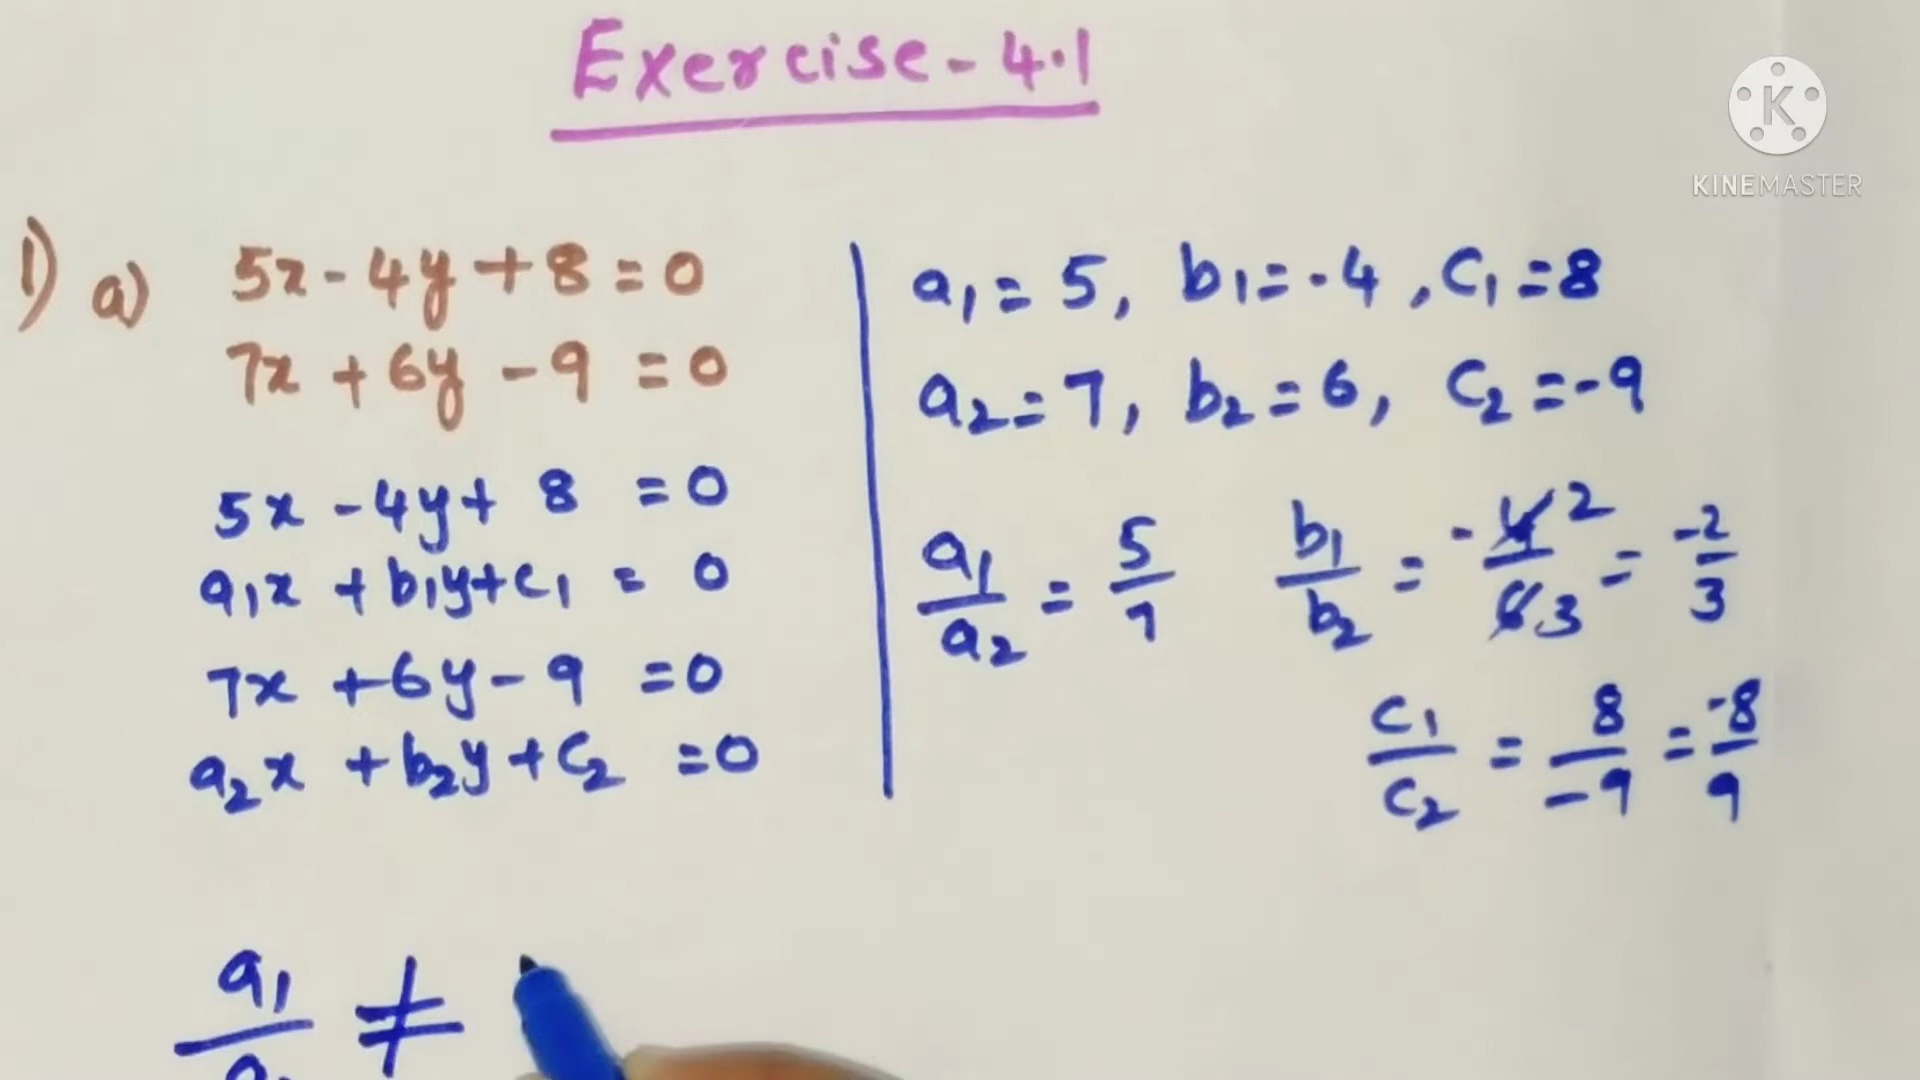 Exercise-4.1
K
KINEMASTER
1) a) 5x-4y+8=0
7x+6y-9=0
5x-4y+8=0
a₁x+b₁y+c₁=0
7x+6y-9=0
a₂x+b₂y+c₂=0
a₁=5, b₁=-4, c₁=8
a₂=7, b₂=6, c₂=-9
a₁/a₂ = 5/7 b₁/b₂ = -4 2/6 3 = -2/3
c₁/c₂ = 8/-9 = -8/9
a₁/a₂ ≠